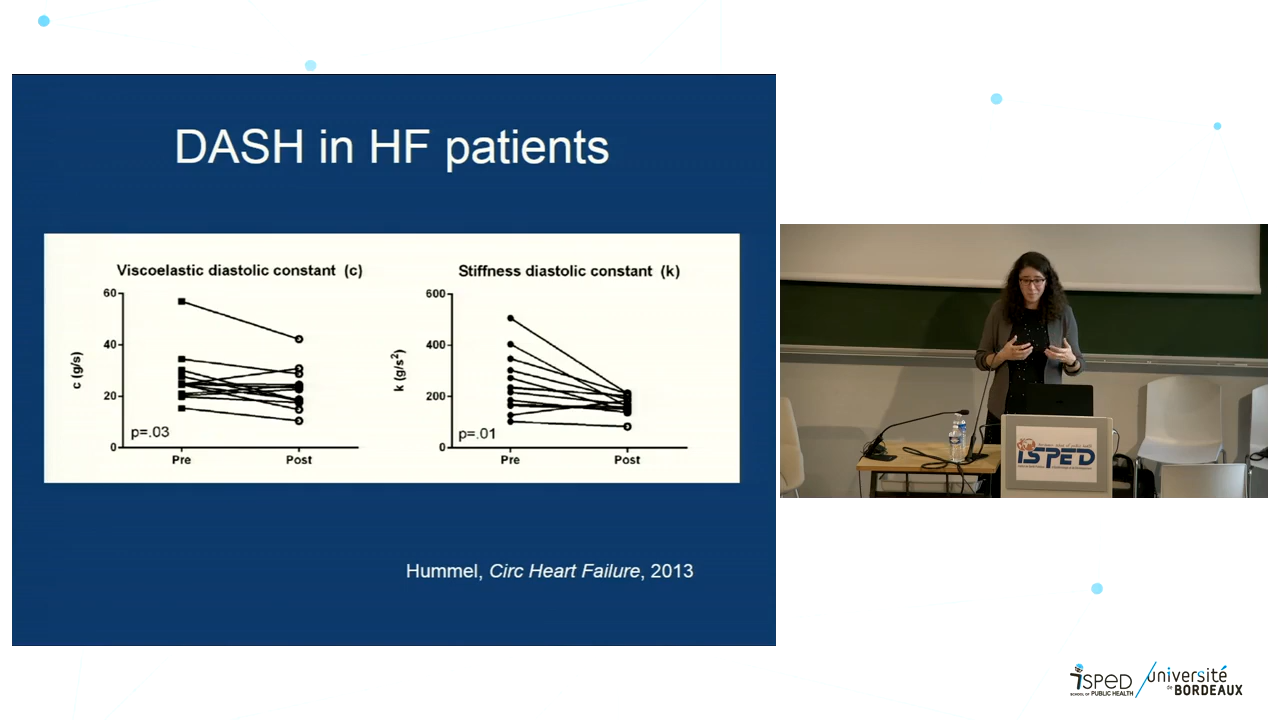 DASH in HF patients
Viscoelastic diastolic constant (c)
60
40
20
0
c (g/s)
p=.03
Pre
Post
Stiffness diastolic constant (k)
600
400
200
0
k (g/s²)
p=.01
Pre
Post
Hummel, Circ Heart Failure, 2013
iSPED
iSPED
SCHOOL OF PUBLIC HEALTH
université
de BORDEAUX